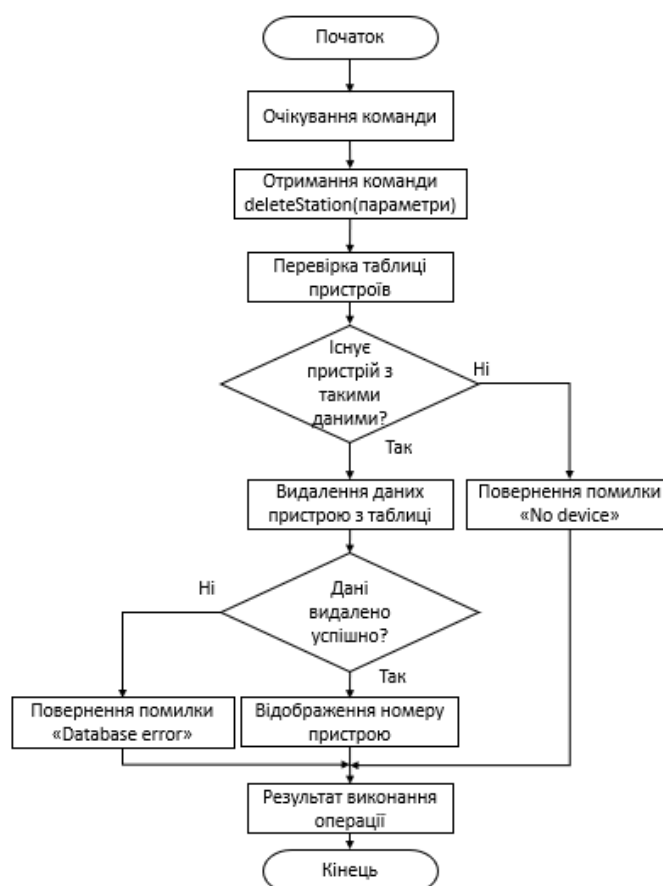 Початок
Очікування команди
Отримання команди
deleteStation(параметри)
Перевірка таблиці
пристроїв
Існує
пристрій з
такими
даними?
Ні
Так
Видалення даних
пристрою з таблиці
Повернення помилки
«No device»
Ні
Дані
видалено
успішно?
Так
Повернення помилки
«Database error»
Відображення номеру
пристрою
Результат виконання
операції
Кінець